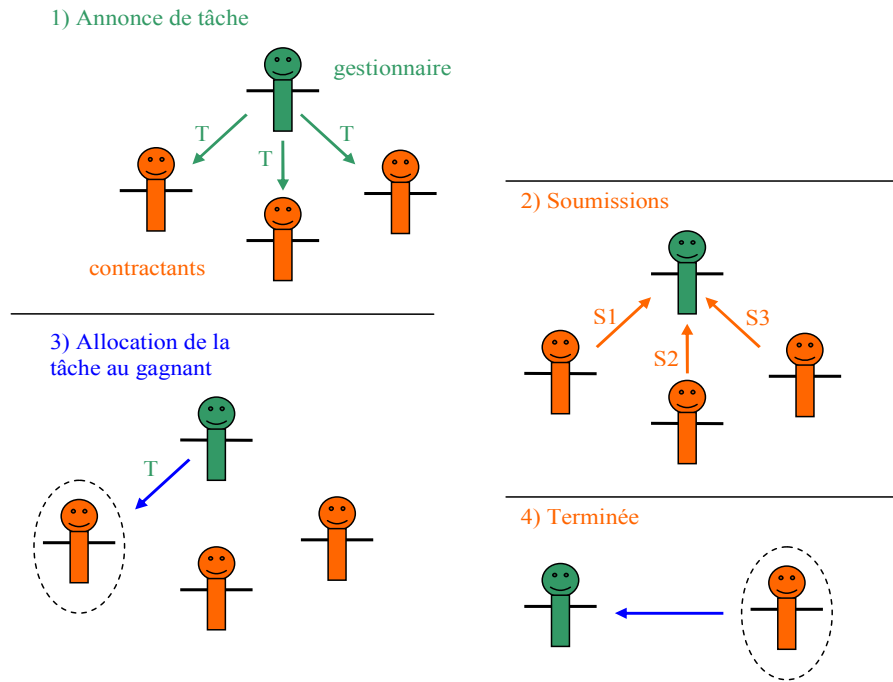 1) Annonce de tâche
gestionnaire
T
T
T
contractants
2) Soumissions
S1
S2
S3
3) Allocation de la
tâche au gagnant
T
4) Terminée